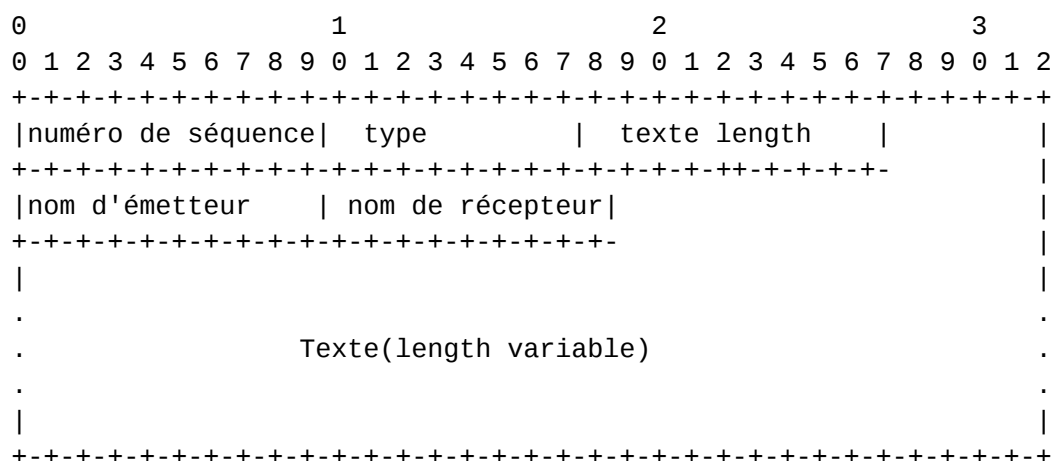 0                   1                   2                   3
0 1 2 3 4 5 6 7 8 9 0 1 2 3 4 5 6 7 8 9 0 1 2 3 4 5 6 7 8 9 0 1 2
+-+-+-+-+-+-+-+-+-+-+-+-+-+-+-+-+-+-+-+-+-+-+-+-+-+-+-+-+-+-+-+-+
|numéro de séquence|  type         |  texte length    |         |
+-+-+-+-+-+-+-+-+-+-+-+-+-+-+-+-+-+-+-+-+-+-++-+-+-+-+-          |
|nom d'émetteur    | nom de récepteur|                          |
+-+-+-+-+-+-+-+-+-+-+-+-+-+-+-+-+-+-+-                          |
|                                                               |
.                                                               .
.                 Texte(length variable)                        .
.                                                               .
|                                                               |
+-+-+-+-+-+-+-+-+-+-+-+-+-+-+-+-+-+-+-+-+-+-+-+-+-+-+-+-+-+-+-+-+